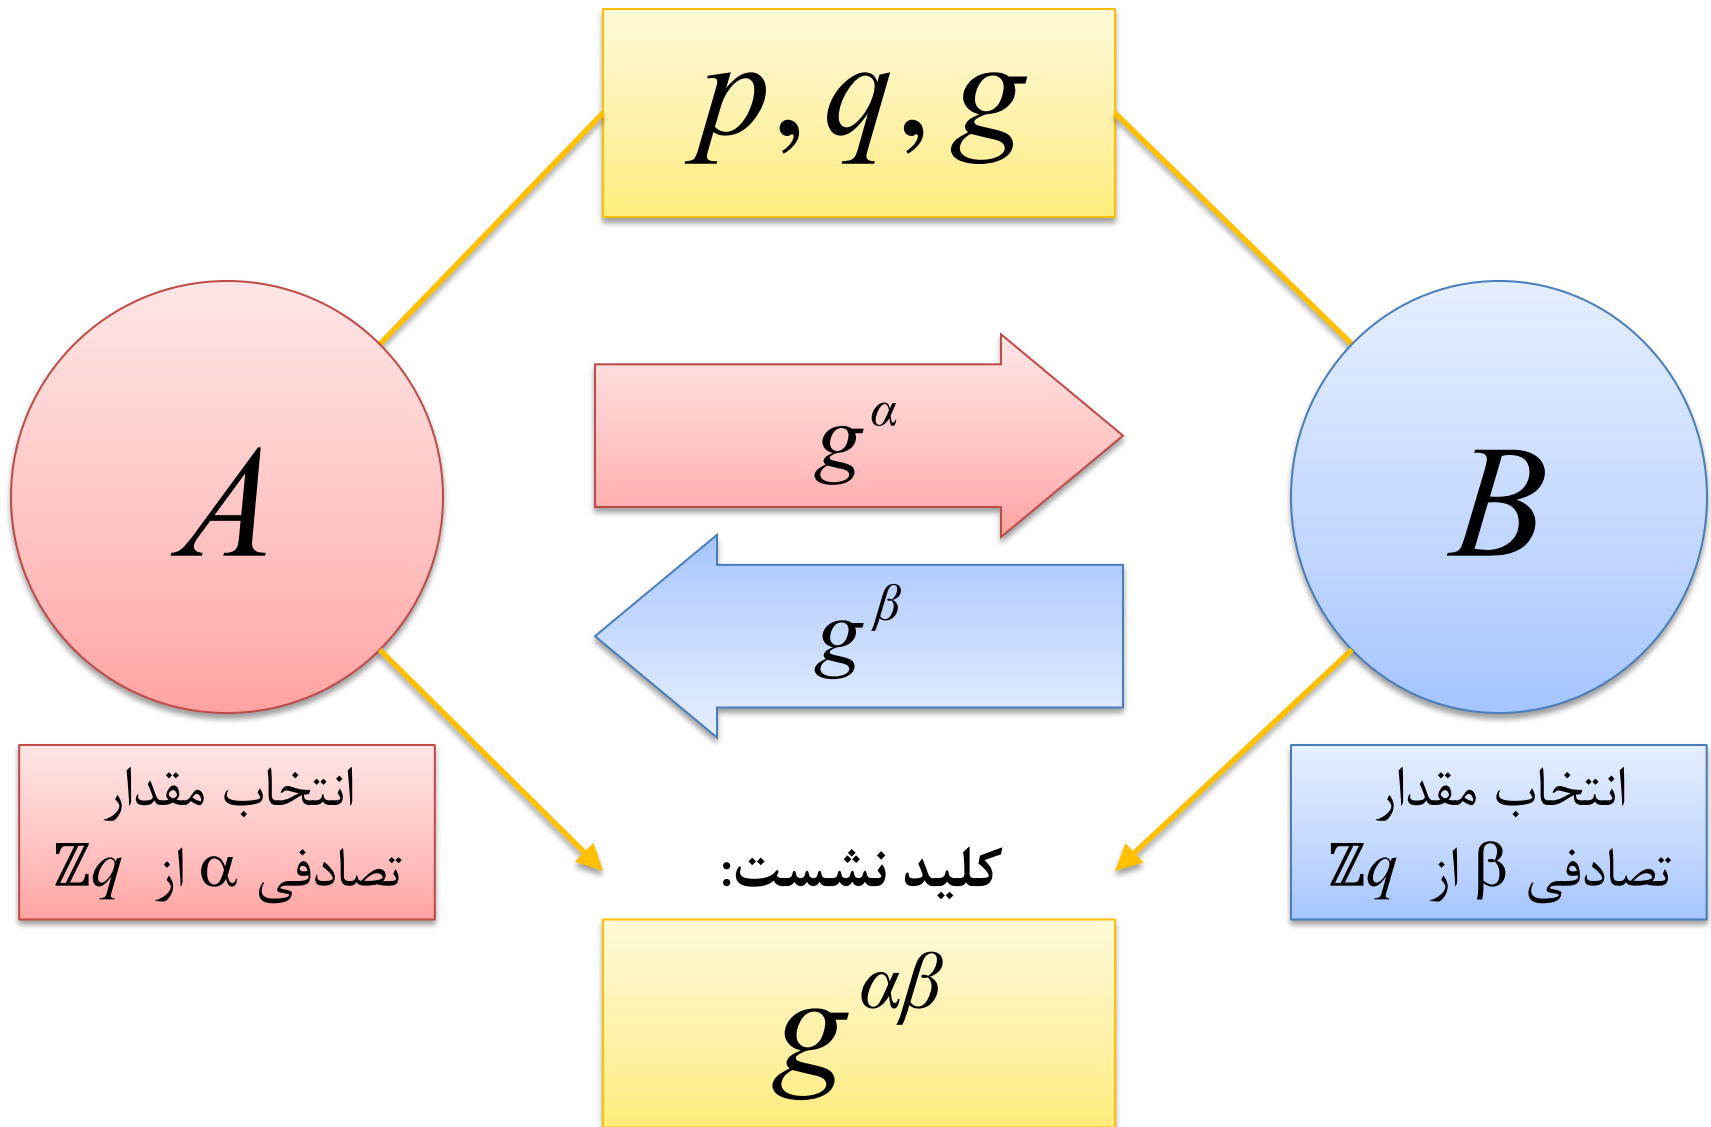 p, q, g
A
g^α
B
g^β
انتخاب مقدار
تصادفی α از ℤq
انتخاب مقدار
تصادفی β از ℤq
کلید نشست:
g^αβ